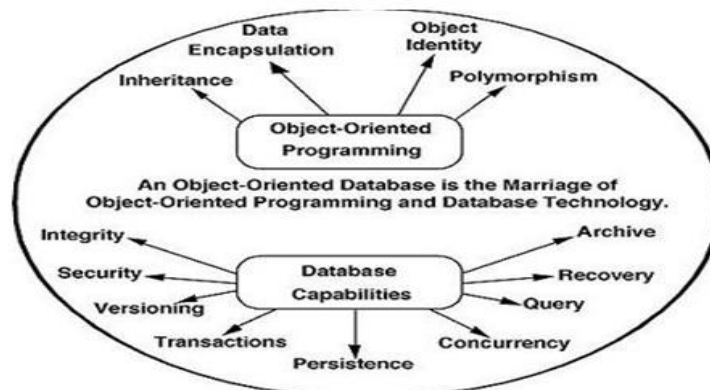 Data
Encapsulation
Object
Identity
Inheritance
Polymorphism
Object-Oriented
Programming
An Object-Oriented Database is the Marriage of
Object-Oriented Programming and Database Technology.
Integrity
Archive
Security
Database
Capabilities
Recovery
Versioning
Query
Transactions
Concurrency
Persistence